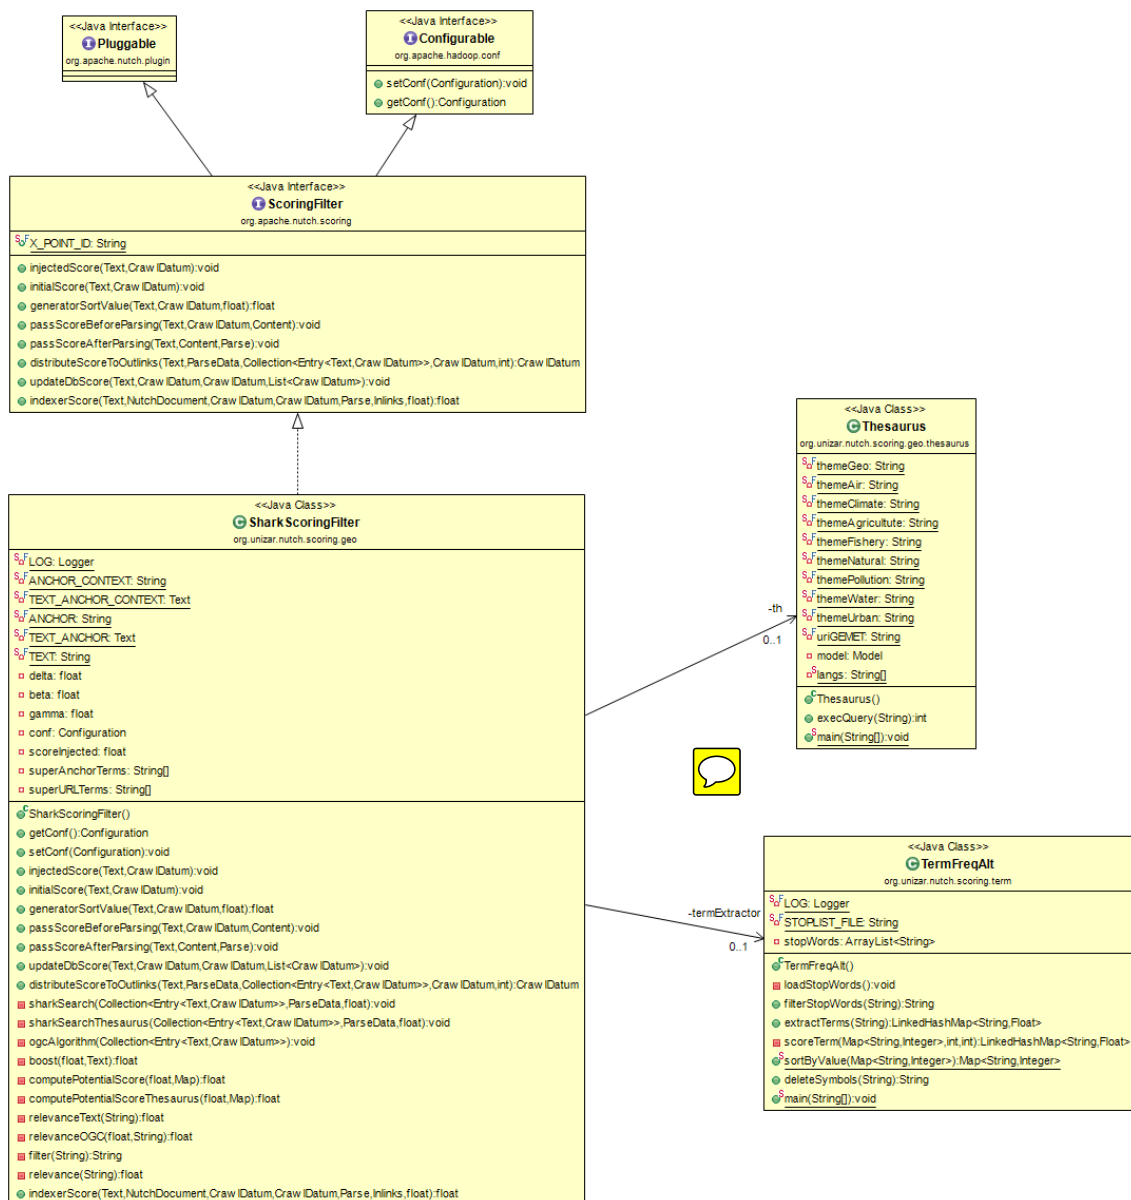 <<Java Interface>>
Pluggable
org.apache.nutch.plugin
<<Java Interface>>
Configurable
org.apache.hadoop.conf
setConf(Configuration):void
getConf():Configuration
<<Java Interface>>
ScoringFilter
org.apache.nutch.scoring
X_POINT_ID: String
injectedScore(Text,CrawlDatum):void
initialScore(Text,CrawlDatum):void
generatorSortValue(Text,CrawlDatum,float):float
passScoreBeforeParsing(Text,CrawlDatum,Content):void
passScoreAfterParsing(Text,Content,Parse):void
distributeScoreToOutlinks(Text,ParseData,Collection<Entry<Text,CrawlDatum>>,CrawlDatum,int):CrawlDatum
updateDbScore(Text,CrawlDatum,CrawlDatum,List<CrawlDatum>):void
indexerScore(Text,NutchDocument,CrawlDatum,CrawlDatum,Parse,Inlinks,float):float
<<Java Class>>
SharkScoringFilter
org.unizar.nutch.scoring.geo
LOG: Logger
ANCHOR_CONTEXT: String
TEXT_ANCHOR_CONTEXT: Text
ANCHOR: String
TEXT_ANCHOR: Text
TEXT: String
delta: float
beta: float
gamma: float
conf: Configuration
scoreInjected: float
superAnchorTerms: String[]
superURLTerms: String[]
SharkScoringFilter()
getConf():Configuration
setConf(Configuration):void
injectedScore(Text,CrawlDatum):void
initialScore(Text,CrawlDatum):void
generatorSortValue(Text,CrawlDatum,float):float
passScoreBeforeParsing(Text,CrawlDatum,Content):void
passScoreAfterParsing(Text,Content,Parse):void
updateDbScore(Text,CrawlDatum,CrawlDatum,List<CrawlDatum>):void
distributeScoreToOutlinks(Text,ParseData,Collection<Entry<Text,CrawlDatum>>,CrawlDatum,int):CrawlDatum
sharkSearch(Collection<Entry<Text,CrawlDatum>>,ParseData,float):void
sharkSearchThesaurus(Collection<Entry<Text,CrawlDatum>>,ParseData,float):void
ogcAlgorithm(Collection<Entry<Text,CrawlDatum>>):void
boost(float,Text):float
computePotentialScore(float,Map):float
computePotentialScoreThesaurus(float,Map):float
relevanceText(String):float
relevanceOGC(float,String):float
filter(String):String
relevance(String):float
indexerScore(Text,NutchDocument,CrawlDatum,CrawlDatum,Parse,Inlinks,float):float
-th
0..1
<<Java Class>>
Thesaurus
org.unizar.nutch.scoring.geo.thesaurus
themeGeo: String
themeAir: String
themeClimate: String
themeAgricultute: String
themeFishery: String
themeNatural: String
themePollution: String
themeWater: String
themeUrban: String
uriGEMET: String
model: Model
langs: String[]
Thesaurus()
execQuery(String):int
main(String[]):void
-termExtractor
0..1
<<Java Class>>
TermFreqAlt
org.unizar.nutch.scoring.term
LOG: Logger
STOPLIST_FILE: String
stopWords: ArrayList<String>
TermFreqAlt()
loadStopWords():void
filterStopWords(String):String
extractTerms(String):LinkedHashMap<String,Float>
scoreTerm(Map<String,Integer>,int,int):LinkedHashMap<String,Float>
sortByValue(Map<String,Integer>):Map<String,Integer>
deleteSymbols(String):String
main(String[]):void